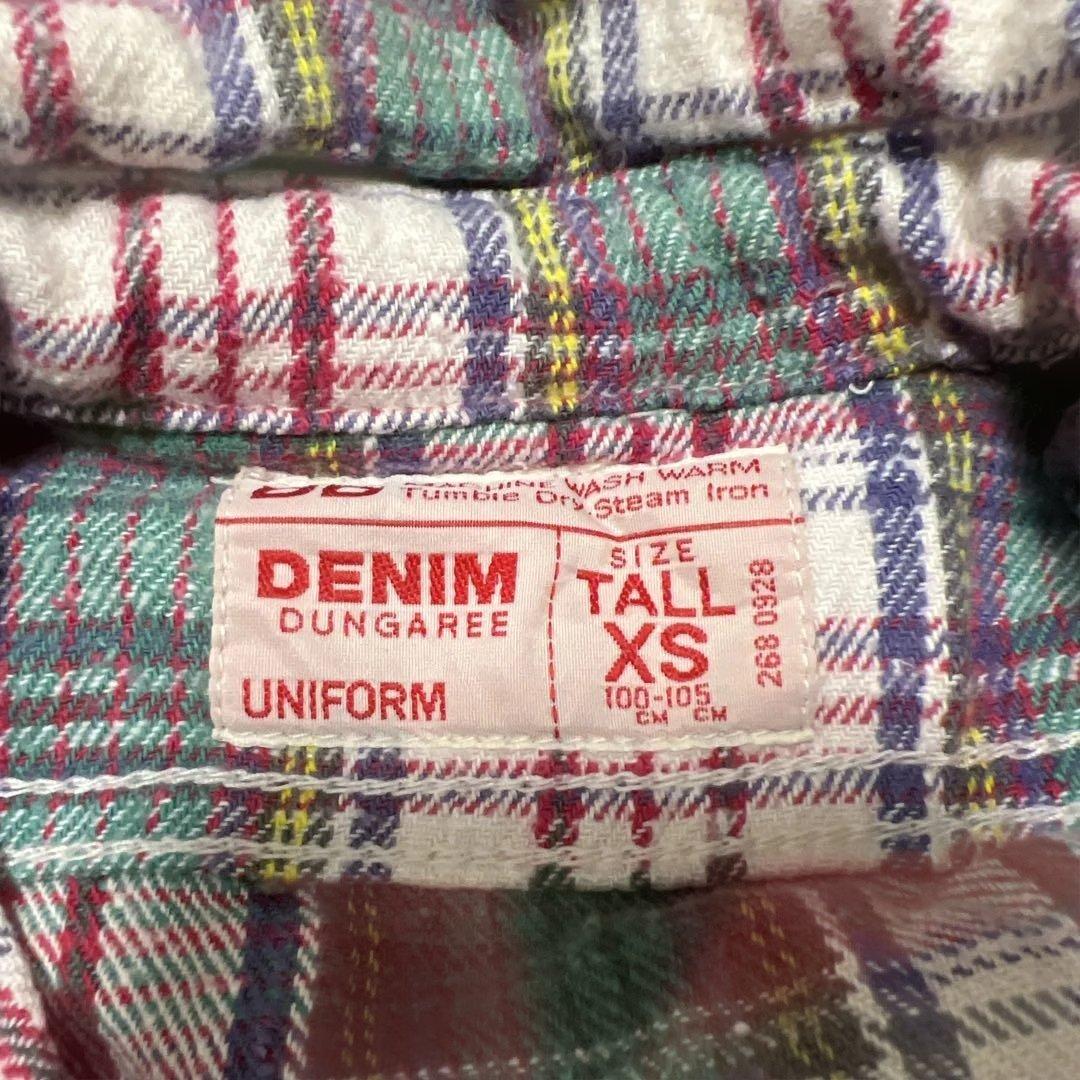 MACHINE WASH WARM
Tumble Dry, Steam Iron
DENIM
DUNGAREE
UNIFORM
SIZE
TALL
XS
100-105
CM CM
268 0928